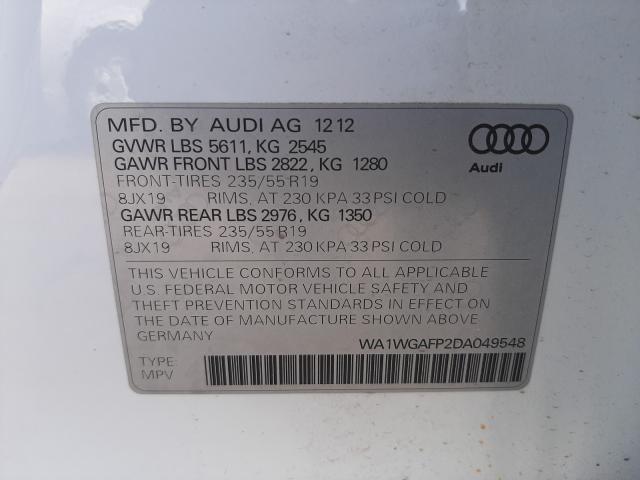 MFD. BY AUDI AG 12 12
GVWR LBS 5611, KG 2545
GAWR FRONT LBS 2822, KG 1280
FRONT-TIRES 235/55 R19
8JX19 RIMS, AT 230 KPA 33 PSI COLD
GAWR REAR LBS 2976, KG 1350
REAR-TIRES 235/55 R19
8JX19 RIMS, AT 230 KPA 33 PSI COLD
Audi
THIS VEHICLE CONFORMS TO ALL APPLICABLE
U.S. FEDERAL MOTOR VEHICLE SAFETY AND
THEFT PREVENTION STANDARDS IN EFFECT ON
THE DATE OF MANUFACTURE SHOWN ABOVE.
GERMANY
WA1WGAFP2DA049548
TYPE:
MPV